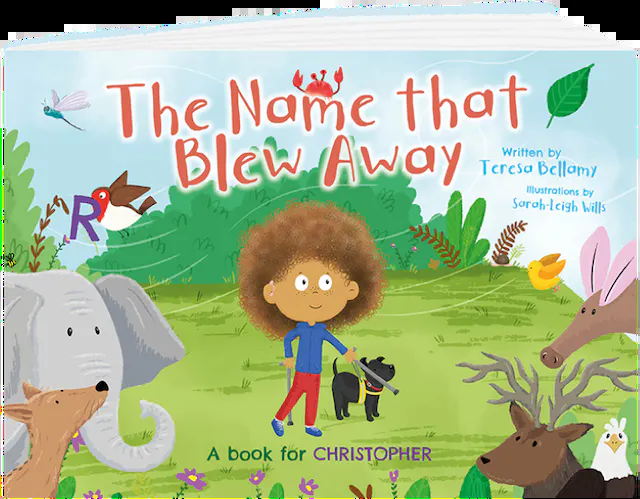 The Name that
Blew Away
Written by
Teresa Bellamy
Illustrations by
Sarah-Leigh Wills
R
A book for CHRISTOPHER